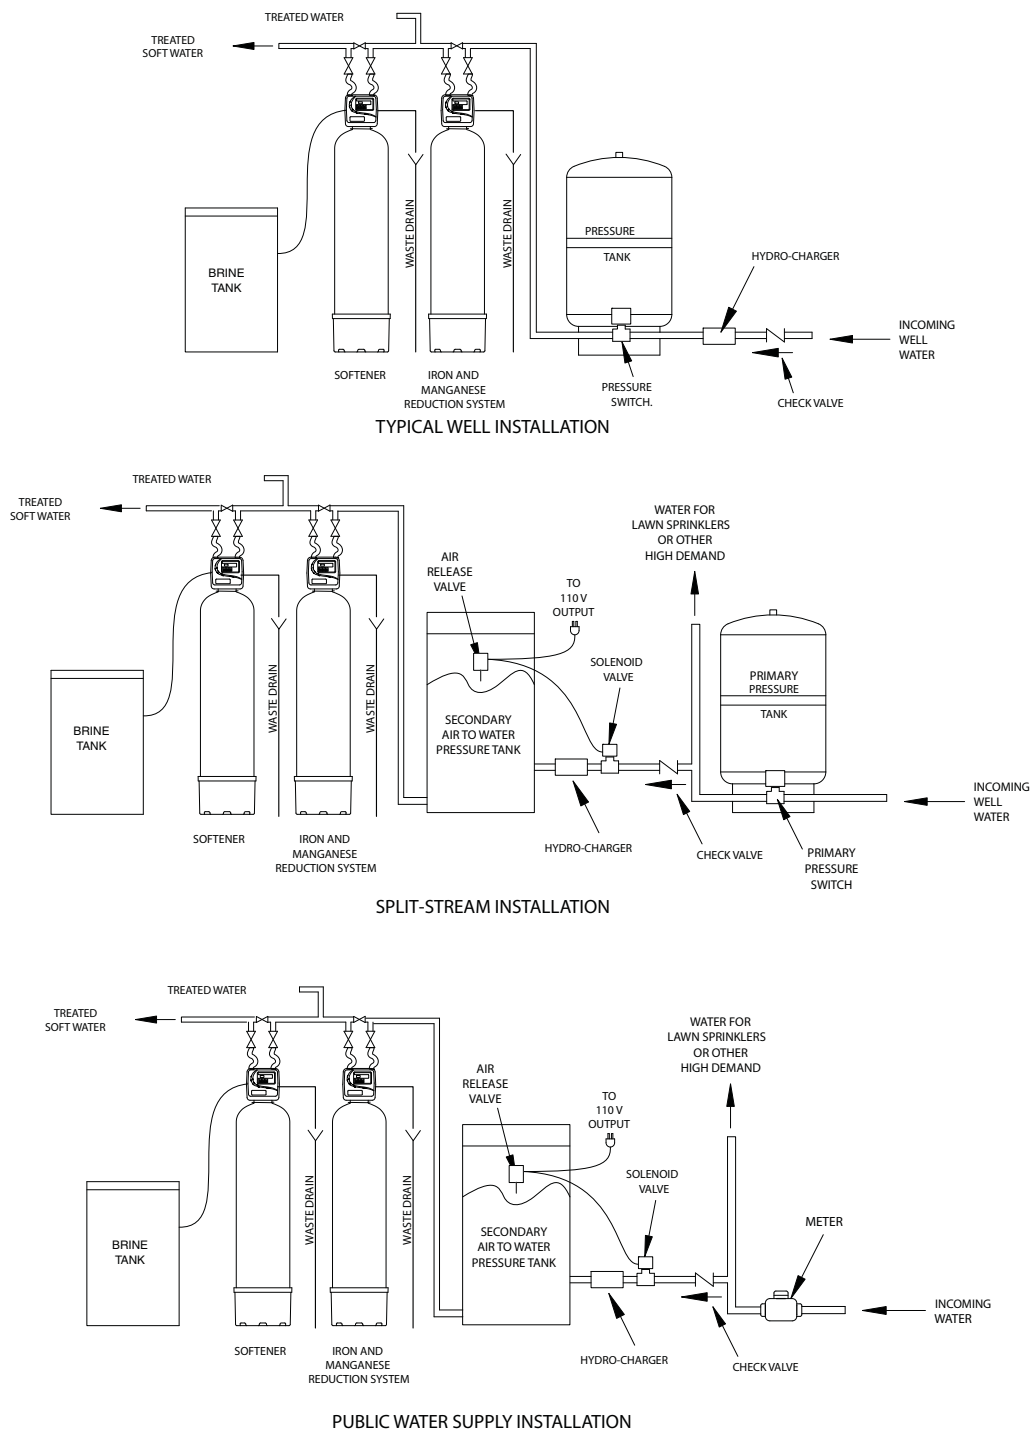 TREATED WATER
TREATED
SOFT WATER
WASTE DRAIN
WASTE DRAIN
PRESSURE
TANK
HYDRO-CHARGER
BRINE
TANK
INCOMING
WELL
WATER
SOFTENER
IRON AND
MANGANESE
REDUCTION SYSTEM
PRESSURE
SWITCH.
CHECK VALVE
TYPICAL WELL INSTALLATION
TREATED WATER
TREATED
SOFT WATER
WATER FOR
LAWN SPRINKLERS
OR OTHER
HIGH DEMAND
AIR
RELEASE
VALVE
TO
110 V
OUTPUT
SOLENOID
VALVE
WASTE DRAIN
WASTE DRAIN
PRIMARY
PRESSURE
TANK
BRINE
TANK
SECONDARY
AIR TO WATER
PRESSURE TANK
INCOMING
WELL
WATER
SOFTENER
IRON AND
MANGANESE
REDUCTION SYSTEM
HYDRO-CHARGER
CHECK VALVE
PRIMARY
PRESSURE
SWITCH
SPLIT-STREAM INSTALLATION
TREATED WATER
TREATED
SOFT WATER
WATER FOR
LAWN SPRINKLERS
OR OTHER
HIGH DEMAND
AIR
RELEASE
VALVE
TO
110 V
OUTPUT
SOLENOID
VALVE
WASTE DRAIN
WASTE DRAIN
METER
BRINE
TANK
SECONDARY
AIR TO WATER
PRESSURE TANK
INCOMING
WATER
SOFTENER
IRON AND
MANGANESE
REDUCTION SYSTEM
HYDRO-CHARGER
CHECK VALVE
PUBLIC WATER SUPPLY INSTALLATION